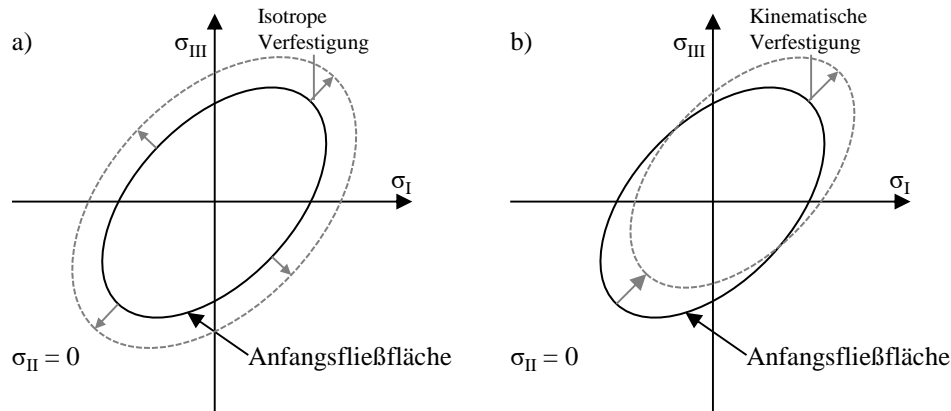 a)
σIII
Isotrope
Verfestigung
σI
σII = 0
Anfangsfließfläche
b)
σIII
Kinematische
Verfestigung
σI
σII = 0
Anfangsfließfläche